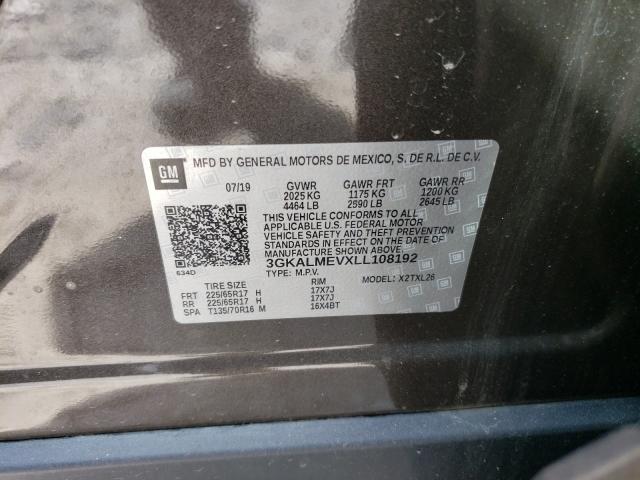 GM
MFD BY GENERAL MOTORS DE MEXICO, S. DE R.L. DE C.V.
07/19 GVWR GAWR FRT GAWR RR
2025 KG 1175 KG 1200 KG
4464 LB 2590 LB 2645 LB
THIS VEHICLE CONFORMS TO ALL
APPLICABLE U.S. FEDERAL MOTOR
VEHICLE SAFETY AND THEFT PREVENTION
STANDARDS IN EFFECT ON THE DATE OF
MANUFACTURE SHOWN ABOVE.
3GKALMEVXLL108192
634D
TYPE: M.P.V. MODEL: X2TXL26
TIRE SIZE RIM
FRT 225/65R17 H 17X7J
RR 225/65R17 H 17X7J
SPA T135/70R16 M 16X4BT